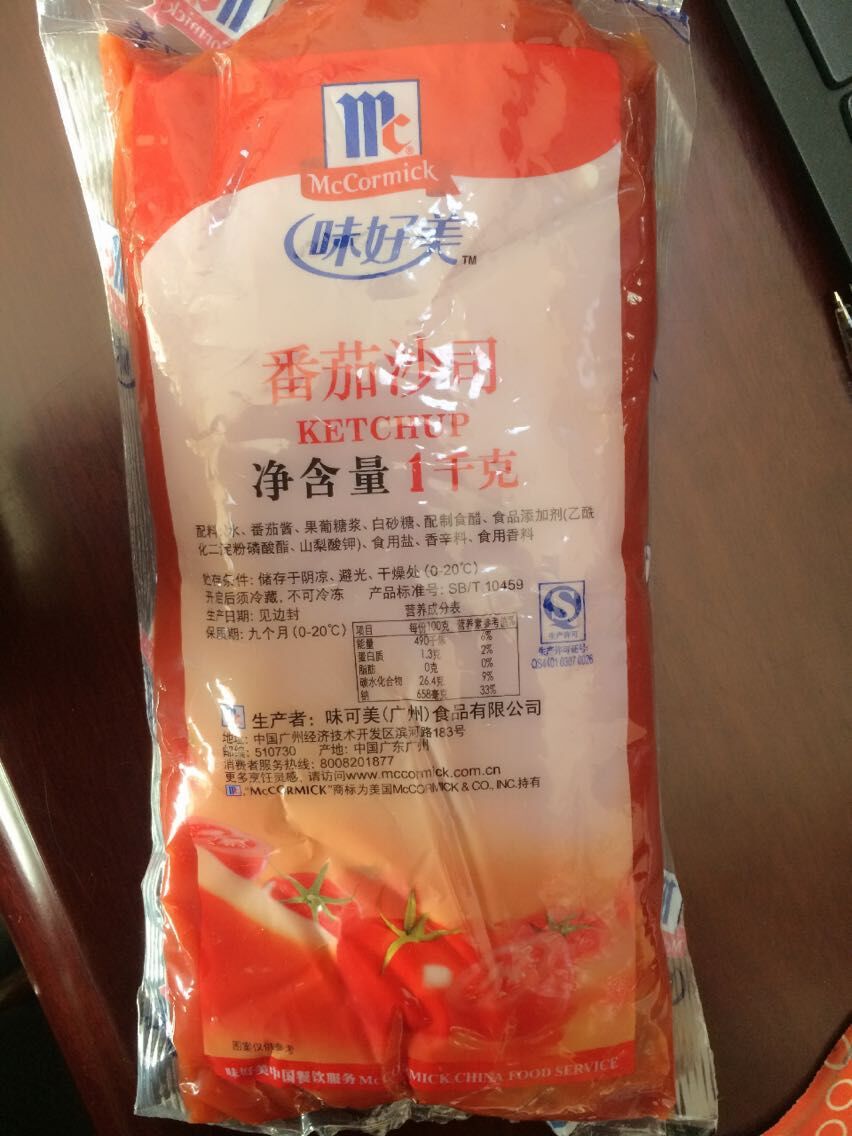 Mc
McCormick
味好美 TM
番茄沙司
KETCHUP
净含量 1千克
配料:水、番茄酱、果葡糖浆、白砂糖、配制食醋、食品添加剂(乙酰
化二淀粉磷酸酯、山梨酸钾)、食用盐、香辛料、食用香料
贮存条件: 储存于阴凉、避光、干燥处(0-20℃)
开启后须冷藏, 不可冷冻 产品标准号: SB/T 10459
生产日期: 见边封
保质期: 九个月(0-20℃)
营养成分表
项目 每份100克 营养素参考值%
能量 490千焦 6%
蛋白质 1.3克 2%
脂肪 0克 0%
碳水化合物 26.4克 9%
钠 658毫克 33%
生产许可
生产许可证号:
QS4401 0307 0026
生产者: 味可美(广州)食品有限公司
地址: 中国广州经济技术开发区滨河路183号
邮编: 510730 产地: 中国广东广州
消费者服务热线: 8008201877
更多烹饪灵感, 请访问www.mccormick.com.cn
"McCORMICK"商标为美国McCORMICK & CO., INC.持有
图案仅供参考
味好美中国餐饮服务 McCORMICK CHINA FOOD SERVICE